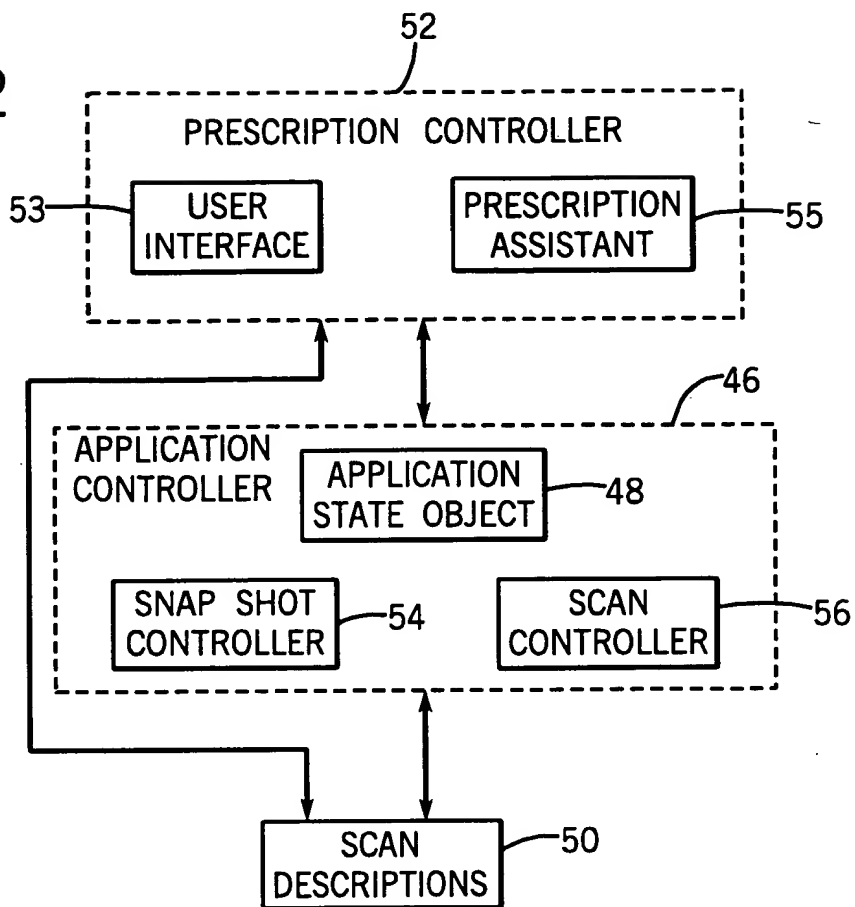 52
2
PRESCRIPTION CONTROLLER
53
USER
INTERFACE
PRESCRIPTION
ASSISTANT
55
46
APPLICATION
CONTROLLER
APPLICATION
STATE OBJECT
48
SNAP SHOT
CONTROLLER
54
SCAN
CONTROLLER
56
SCAN
DESCRIPTIONS
50